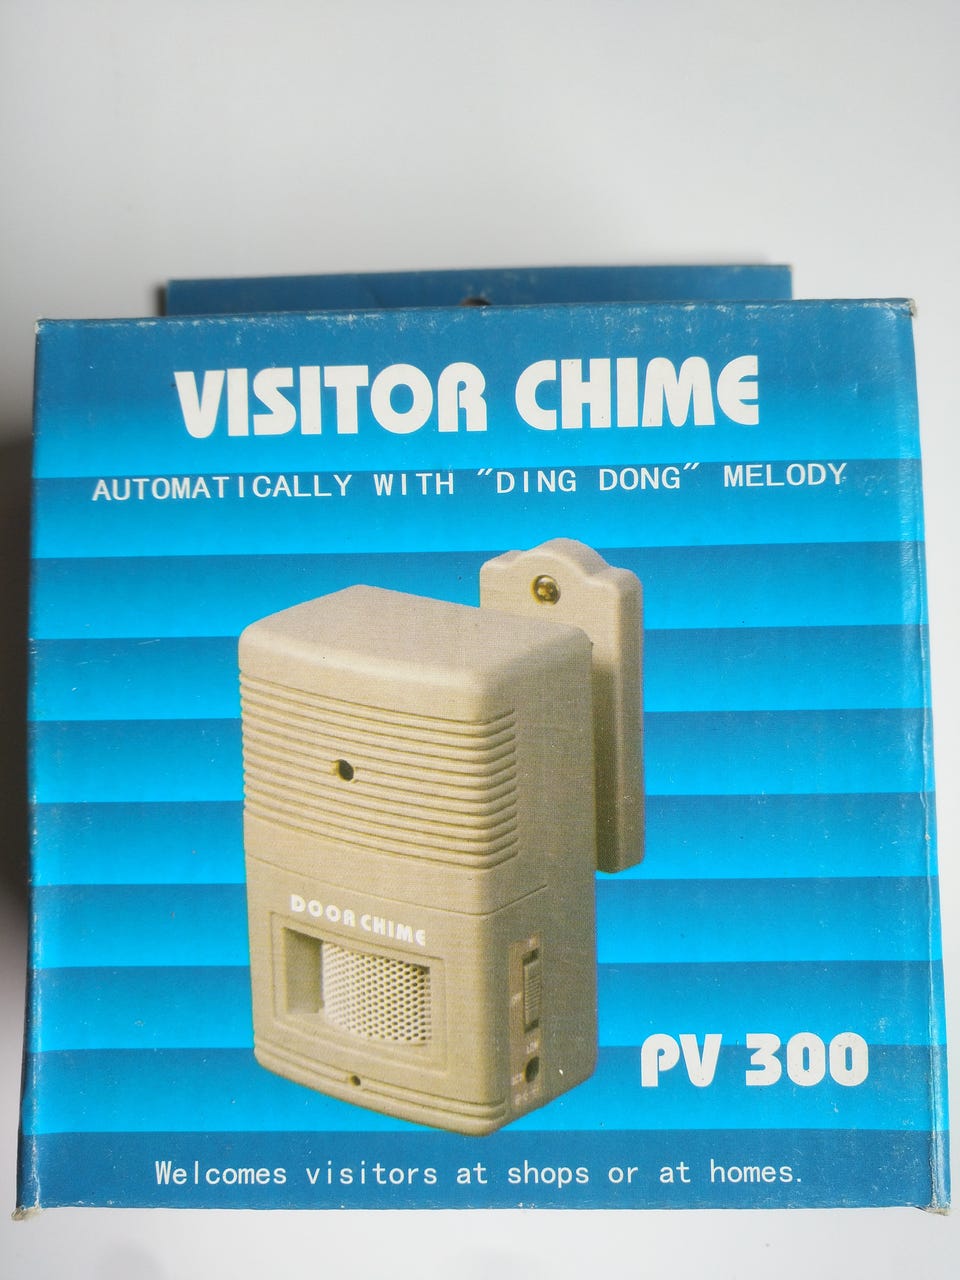 VISITOR CHIME
AUTOMATICALLY WITH "DING DONG" MELODY
DOOR CHIME
PV 300
Welcomes visitors at shops or at homes.